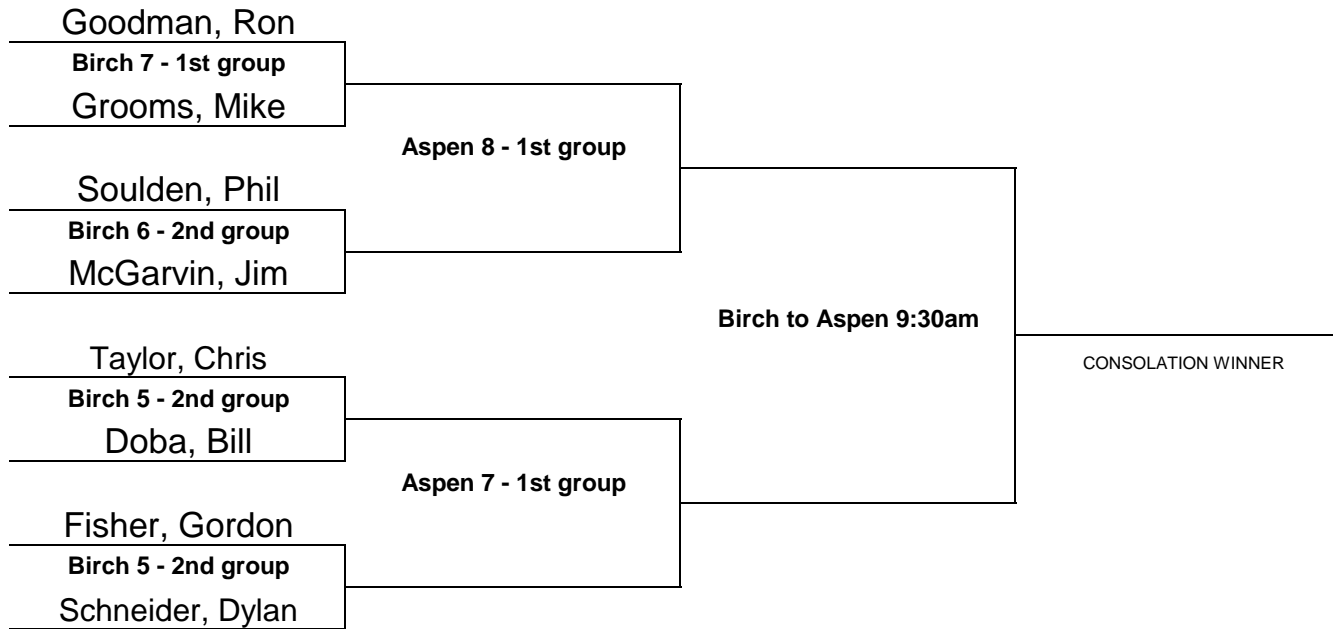 Goodman, Ron
Birch 7 - 1st group
Grooms, Mike
Aspen 8 - 1st group
Soulden, Phil
Birch 6 - 2nd group
McGarvin, Jim
Birch to Aspen 9:30am
Taylor, Chris
CONSOLATION WINNER
Birch 5 - 2nd group
Doba, Bill
Aspen 7 - 1st group
Fisher, Gordon
Birch 5 - 2nd group
Schneider, Dylan